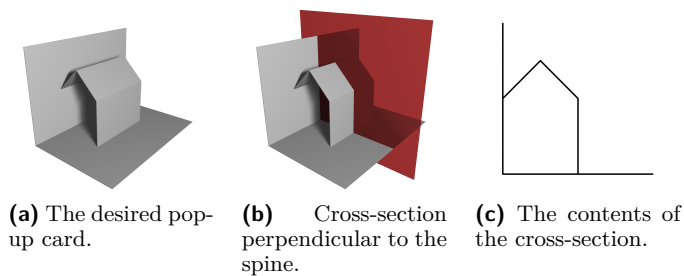 (a) The desired pop-
up card.
(b) Cross-section
perpendicular to the
spine.
(c) The contents of
the cross-section.